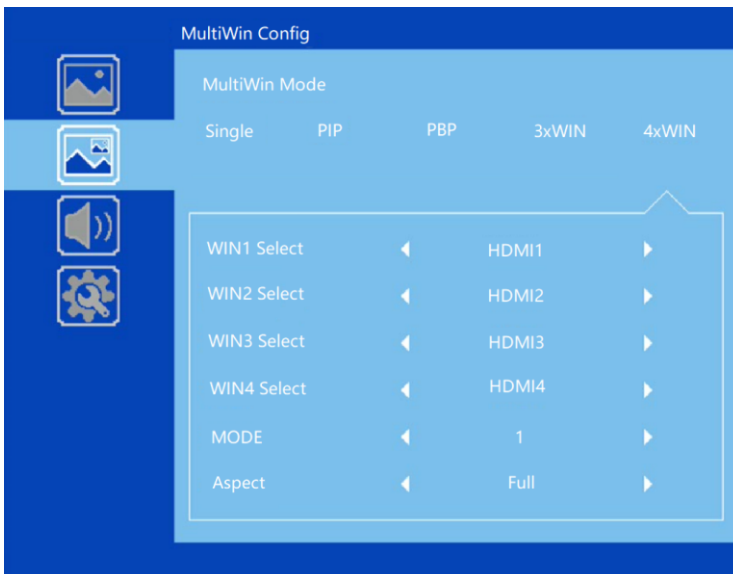 MultiWin Config
MultiWin Mode
Single PIP PBP 3xWIN 4xWIN
WIN1 Select HDMI1
WIN2 Select HDMI2
WIN3 Select HDMI3
WIN4 Select HDMI4
MODE 1
Aspect Full